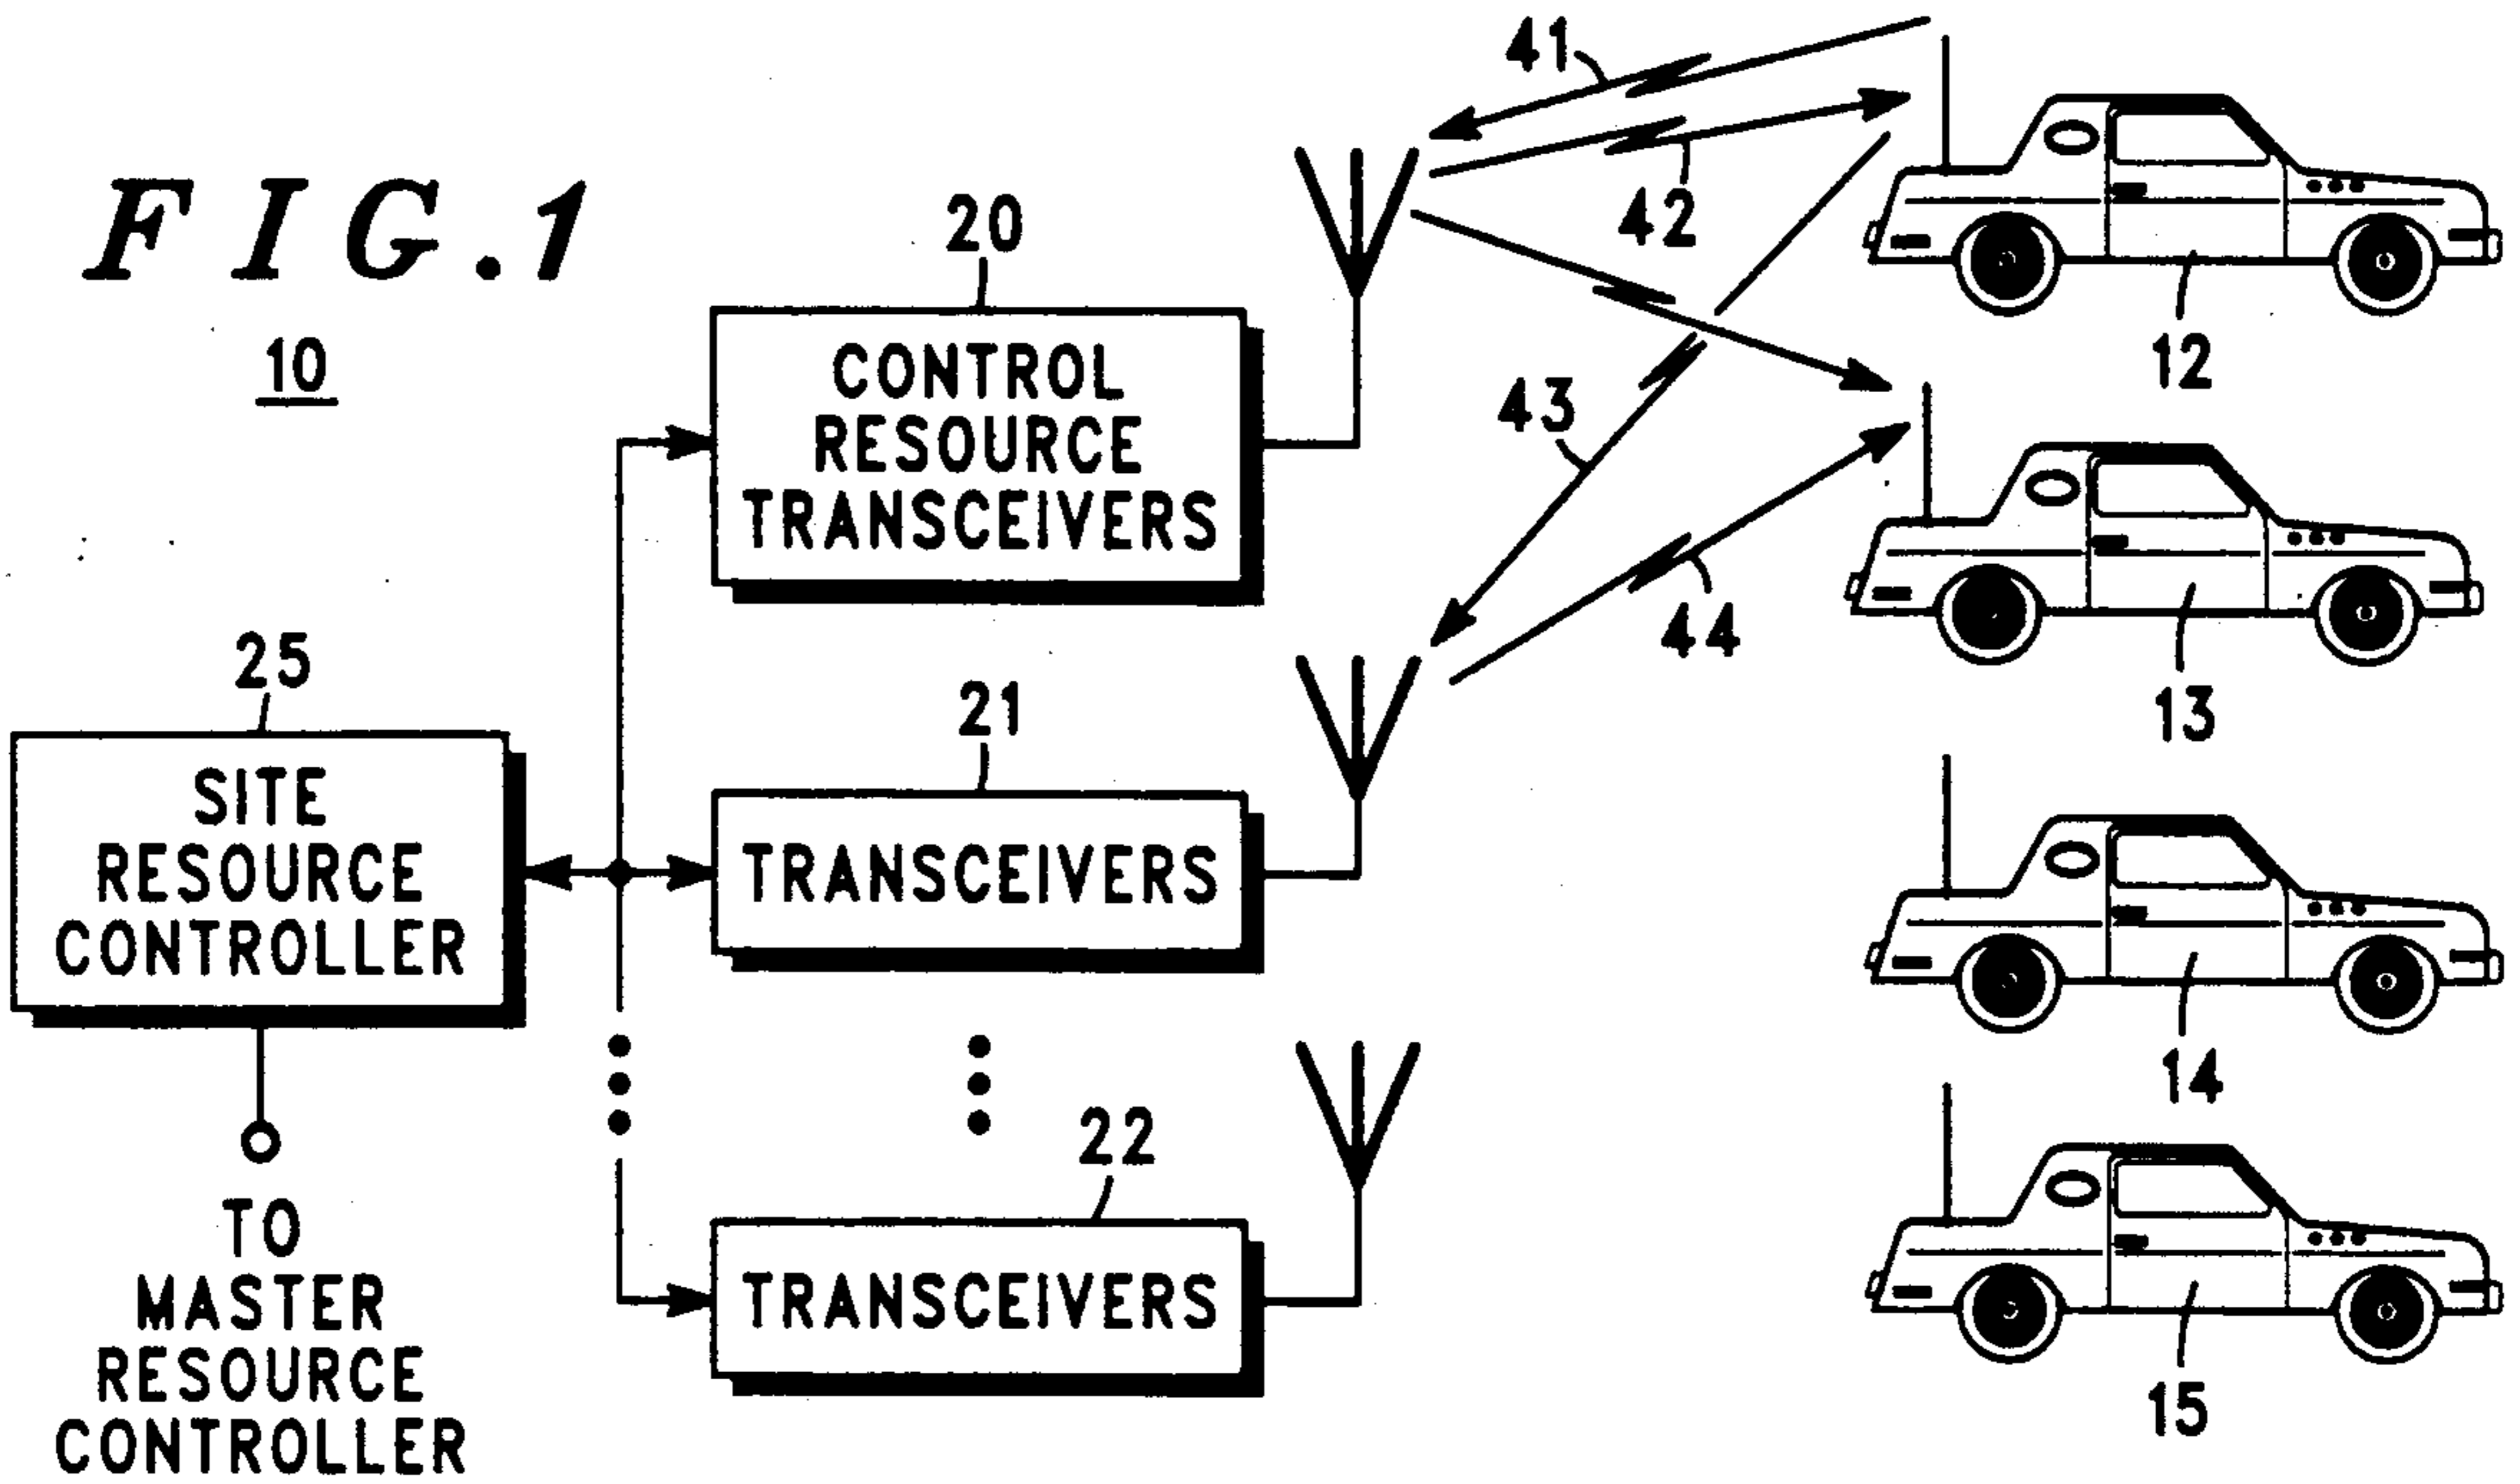 FIG.1
10
41
42
43
44
20
CONTROL
RESOURCE
TRANSCEIVERS
12
13
25
SITE
RESOURCE
CONTROLLER
21
TRANSCEIVERS
14
22
TRANSCEIVERS
15
TO
MASTER
RESOURCE
CONTROLLER